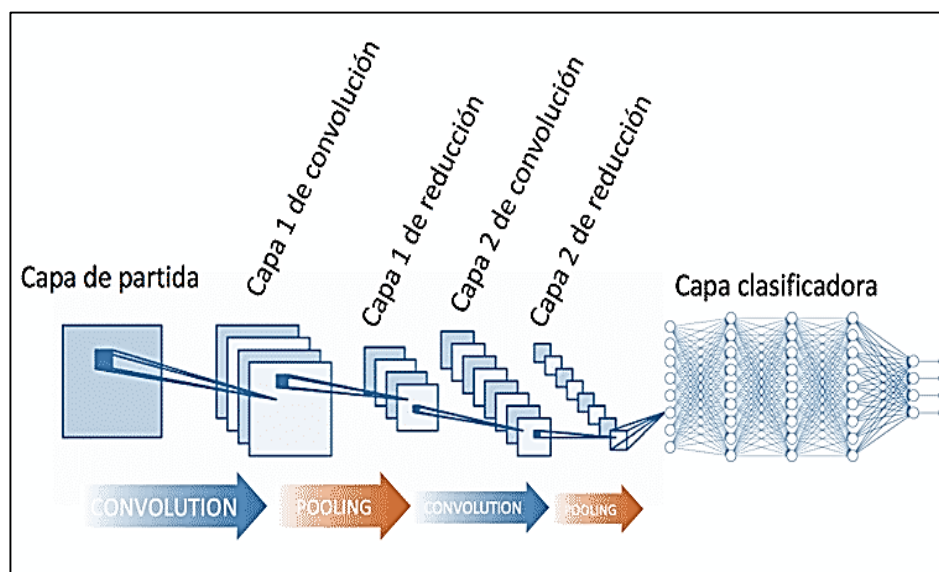 Capa de partida
Capa 1 de convolución
Capa 1 de reducción
Capa 2 de convolución
Capa 2 de reducción
Capa clasificadora
CONVOLUTION
POOLING
CONVOLUTION
POOLING